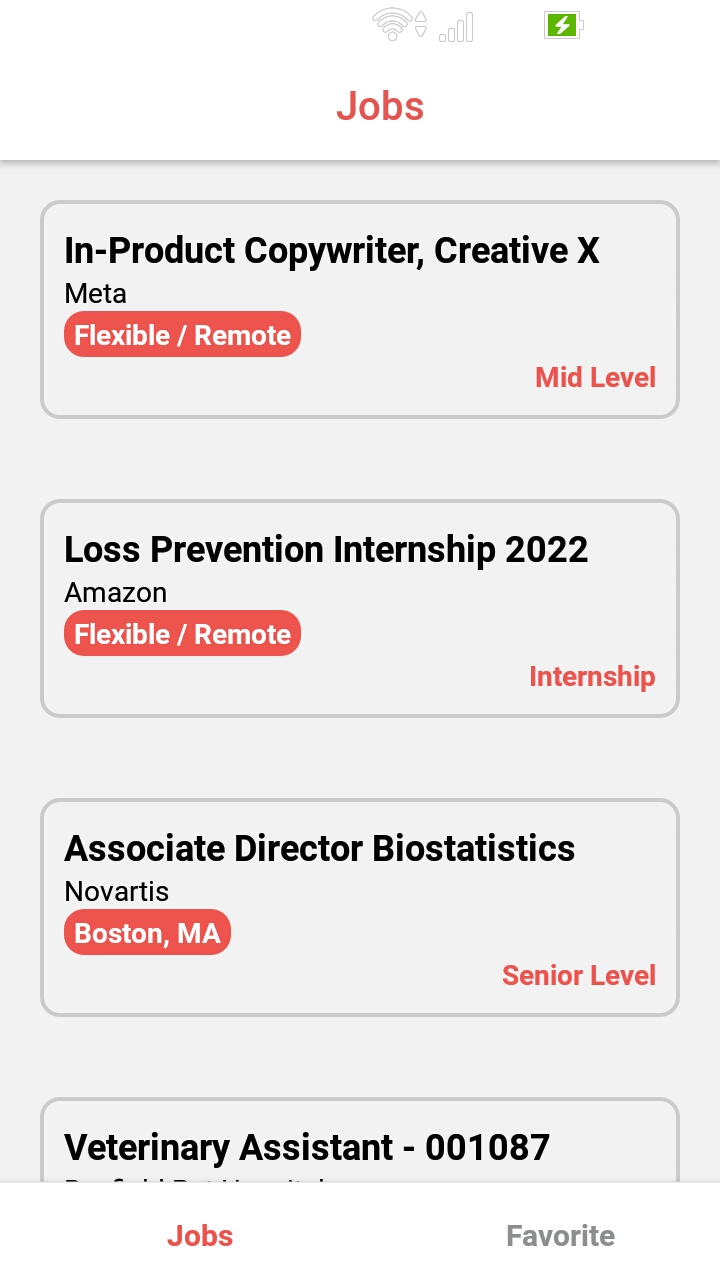 Jobs
In-Product Copywriter, Creative X
Meta
Flexible / Remote
Mid Level
Loss Prevention Internship 2022
Amazon
Flexible / Remote
Internship
Associate Director Biostatistics
Novartis
Boston, MA
Senior Level
Veterinary Assistant - 001087
Jobs
Favorite